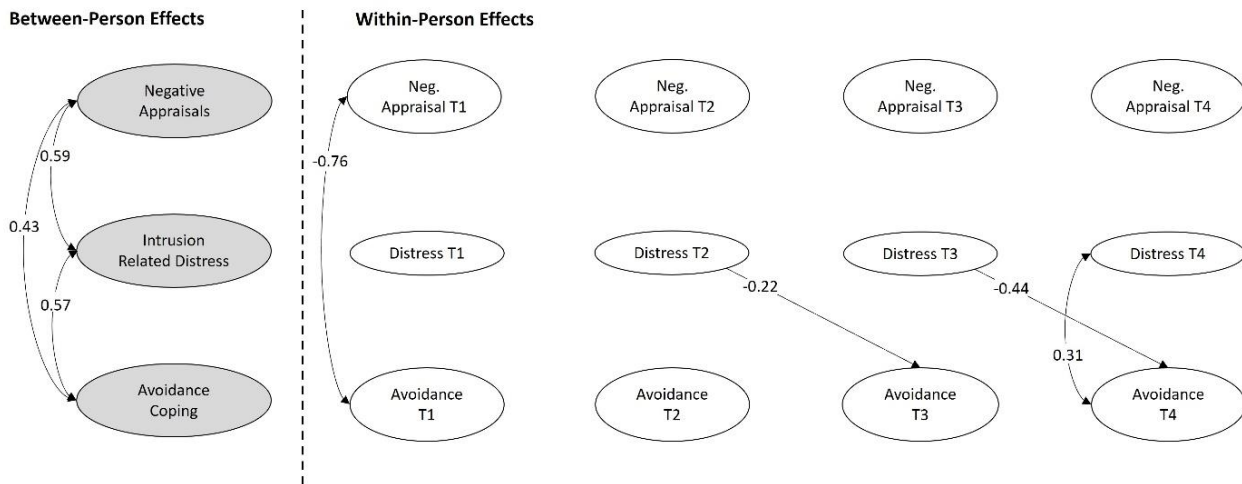 Between-Person Effects
Within-Person Effects
Negative
Appraisals
Neg.
Appraisal T1
Neg.
Appraisal T2
Neg.
Appraisal T3
Neg.
Appraisal T4
0.59
-0.76
0.43
Intrusion
Related Distress
Distress T1
Distress T2
Distress T3
Distress T4
-0.22
-0.44
0.57
0.31
Avoidance
Coping
Avoidance
T1
Avoidance
T2
Avoidance
T3
Avoidance
T4